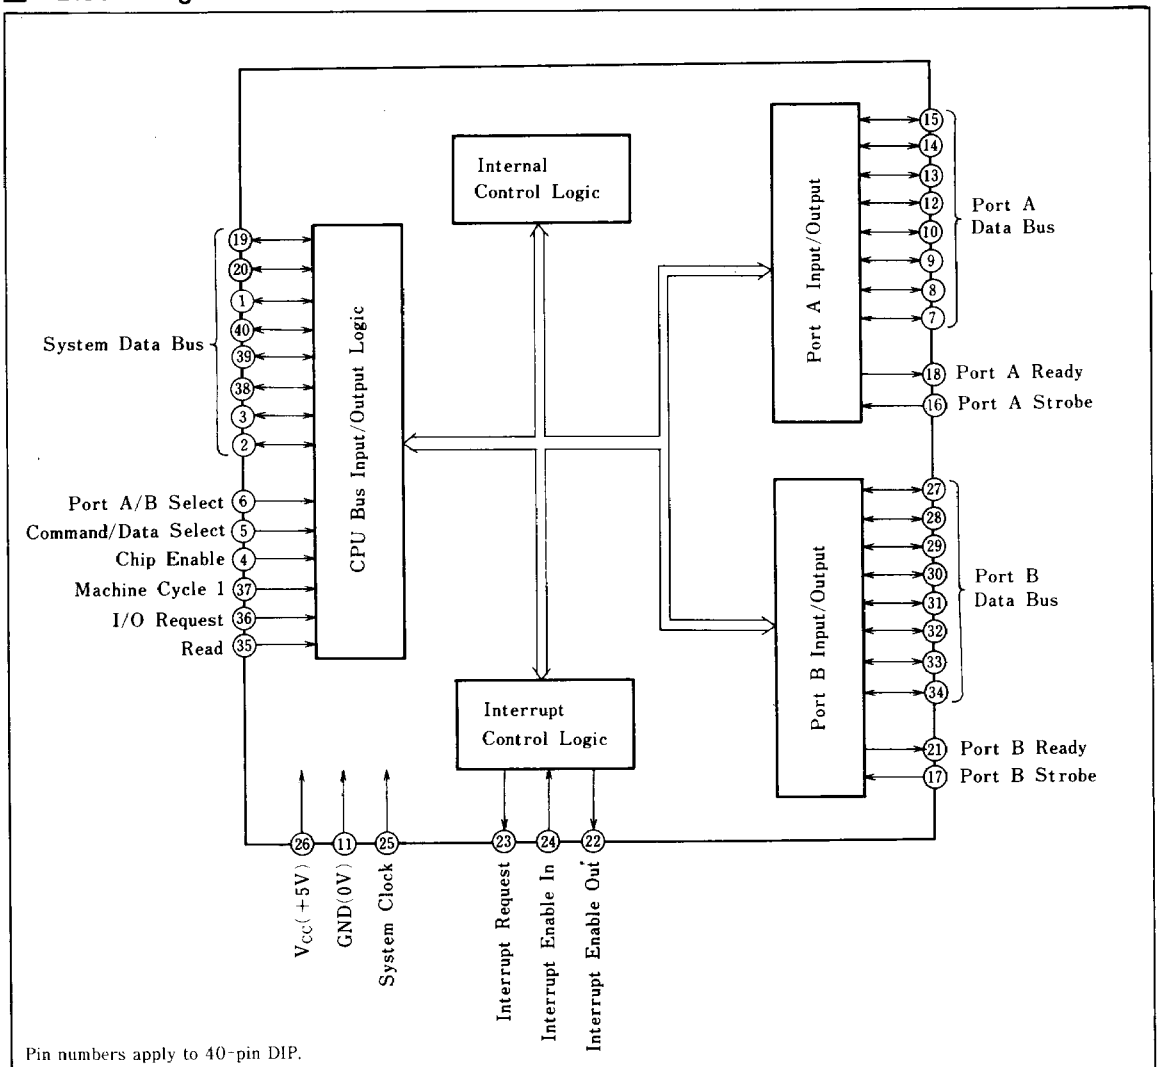 Internal
Control Logic
CPU Bus Input/Output Logic
Port A Input/Output
Port B Input/Output
Interrupt
Control Logic
System Data Bus
19
20
1
40
39
38
3
2
Port A/B Select 6
Command/Data Select 5
Chip Enable 4
Machine Cycle 1 37
I/O Request 36
Read 35
15
14
13
12
10
9
8
7
Port A
Data Bus
18 Port A Ready
16 Port A Strobe
27
28
29
30
31
32
33
34
Port B
Data Bus
21 Port B Ready
17 Port B Strobe
26 VCC(+5V)
11 GND(0V)
25 System Clock
23 Interrupt Request
24 Interrupt Enable In
22 Interrupt Enable Out
Pin numbers apply to 40-pin DIP.